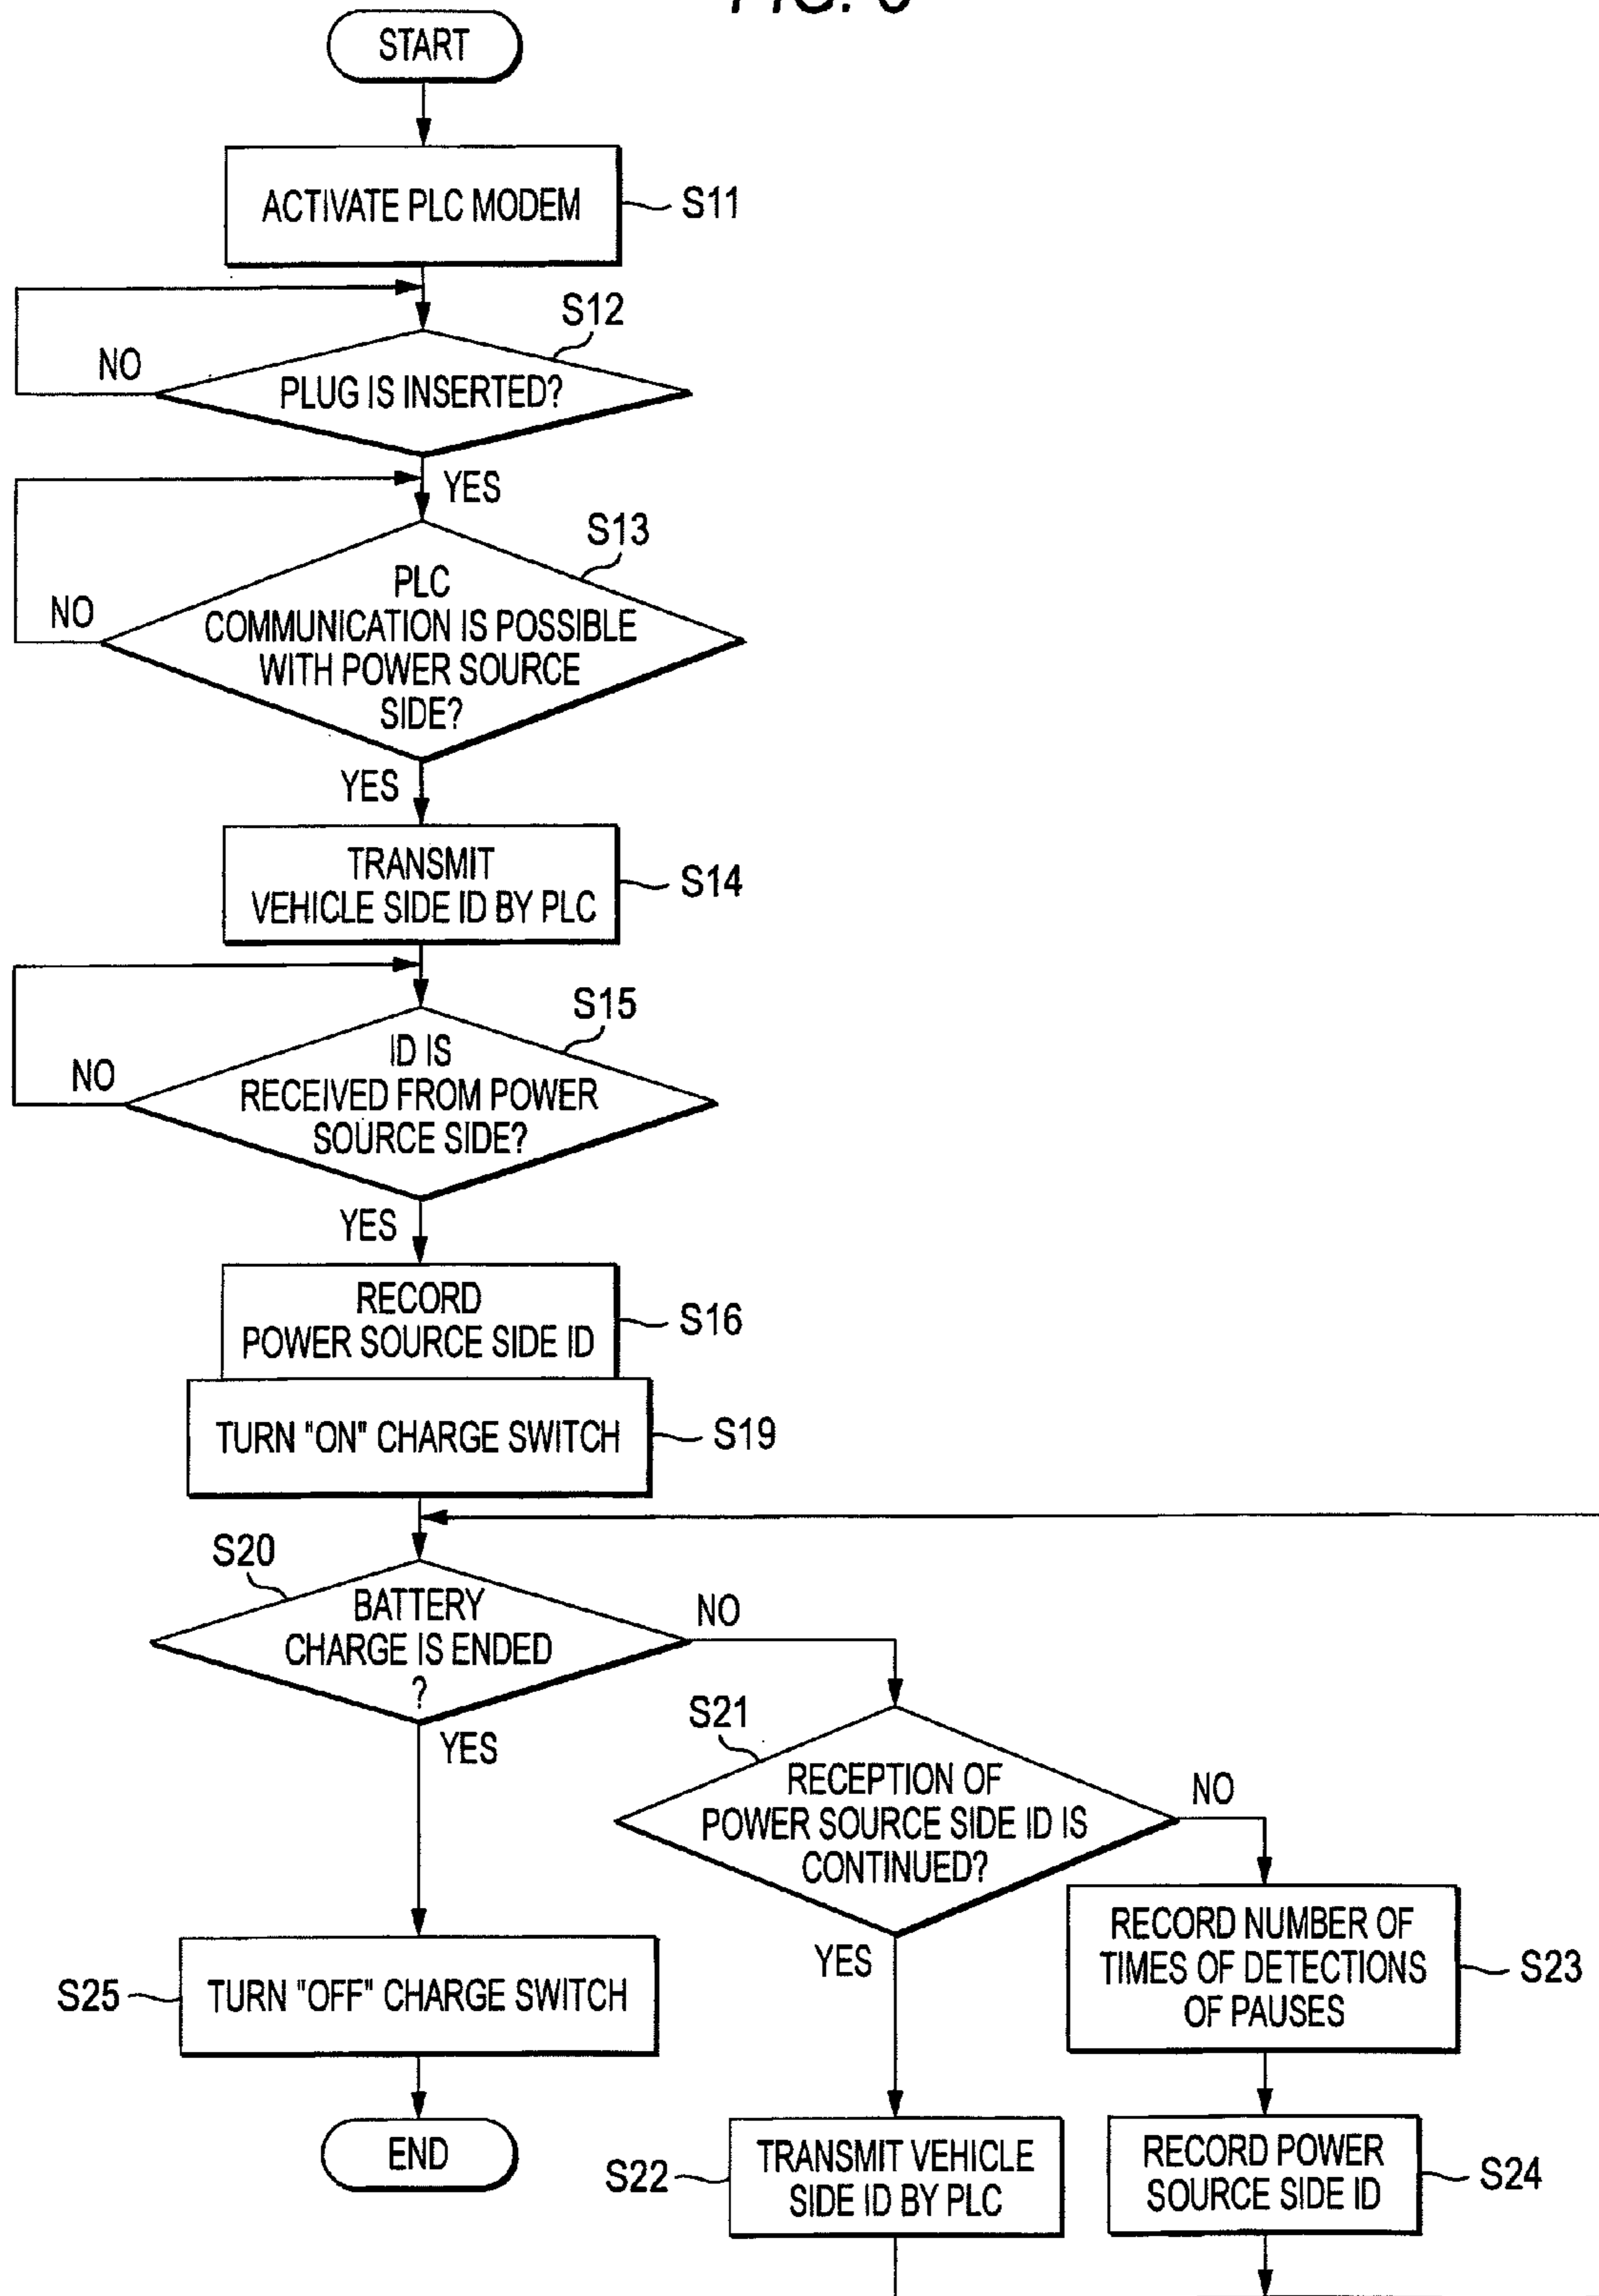 START
ACTIVATE PLC MODEM
S11
S12
NO
PLUG IS INSERTED?
YES
S13
NO
PLC
COMMUNICATION IS POSSIBLE
WITH POWER SOURCE
SIDE?
YES
TRANSMIT
VEHICLE SIDE ID BY PLC
S14
S15
NO
ID IS
RECEIVED FROM POWER
SOURCE SIDE?
YES
RECORD
POWER SOURCE SIDE ID
S16
TURN "ON" CHARGE SWITCH
S19
S20
BATTERY
CHARGE IS ENDED
?
NO
YES
S21
RECEPTION OF
POWER SOURCE SIDE ID IS
CONTINUED?
NO
YES
RECORD NUMBER OF
TIMES OF DETECTIONS
OF PAUSES
S23
S25
TURN "OFF" CHARGE SWITCH
END
S22
TRANSMIT VEHICLE
SIDE ID BY PLC
RECORD POWER
SOURCE SIDE ID
S24